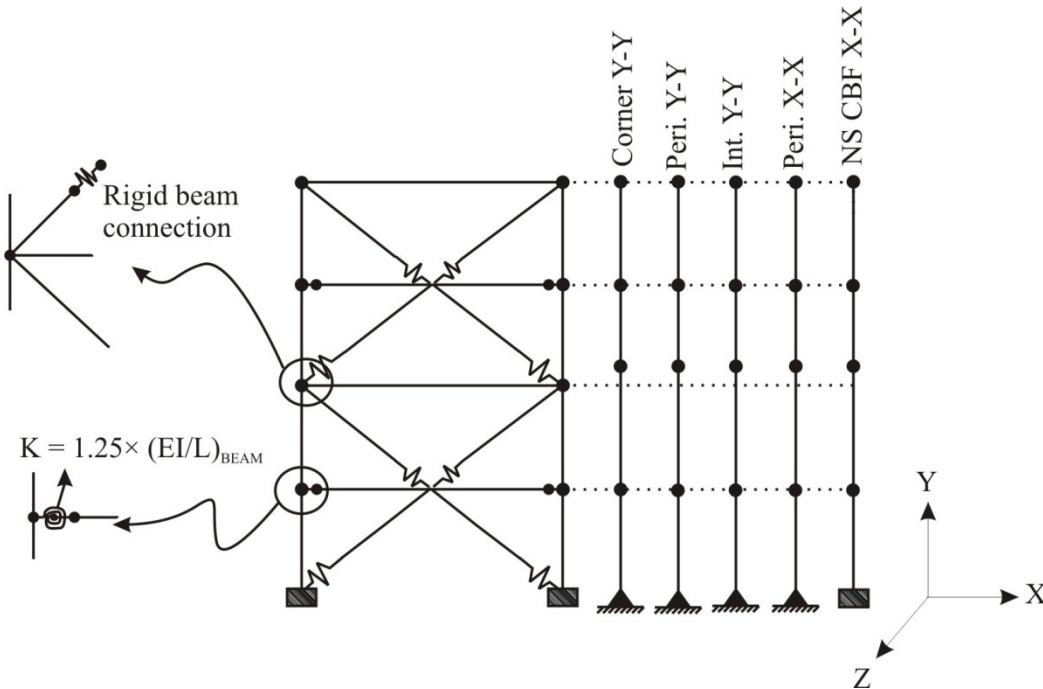 Corner Y-Y
Peri. Y-Y
Int. Y-Y
Peri. X-X
NS CBF X-X
Rigid beam
connection
K = 1.25× (EI/L)BEAM
Y
X
Z